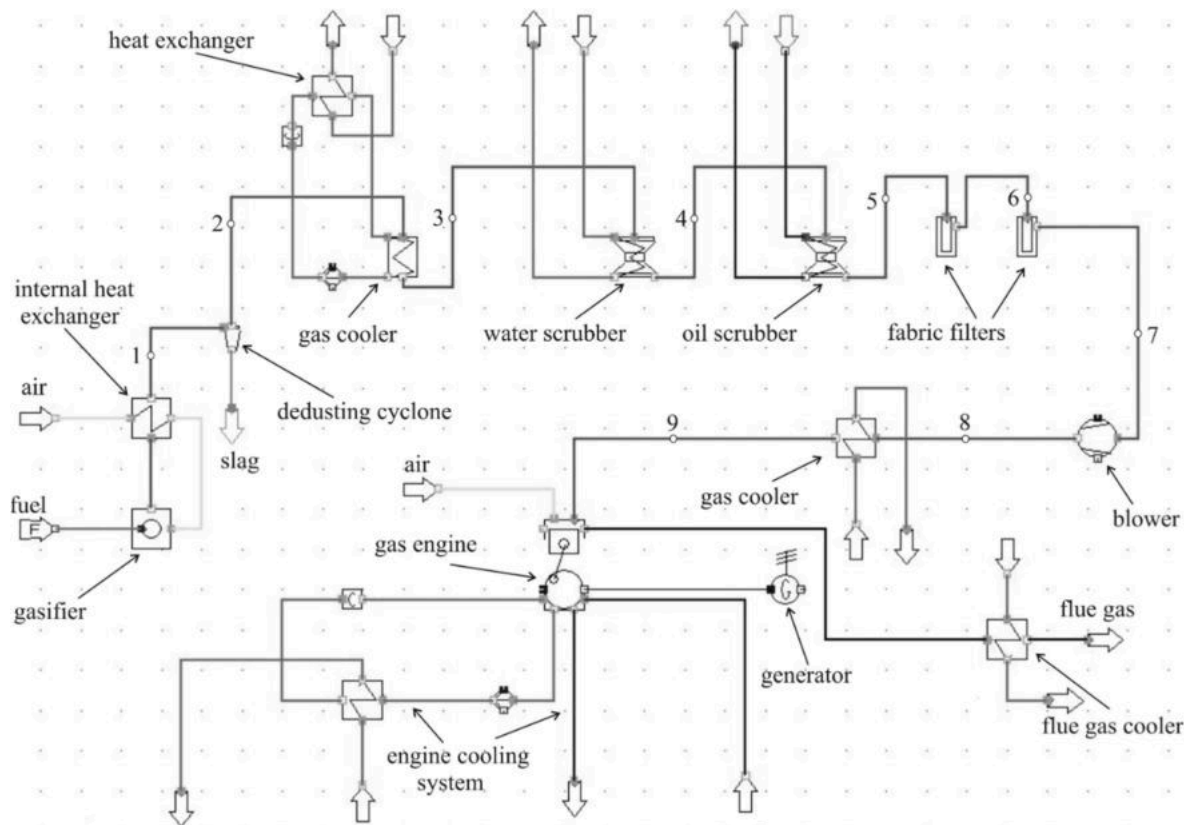 heat exchanger
2
3
4
5
6
7
internal heat
exchanger
gas cooler
water scrubber
oil scrubber
fabric filters
1
air
dedusting cyclone
slag
9
8
air
gas cooler
blower
fuel
F
gas engine
gasifier
G
flue gas
generator
flue gas cooler
engine cooling
system